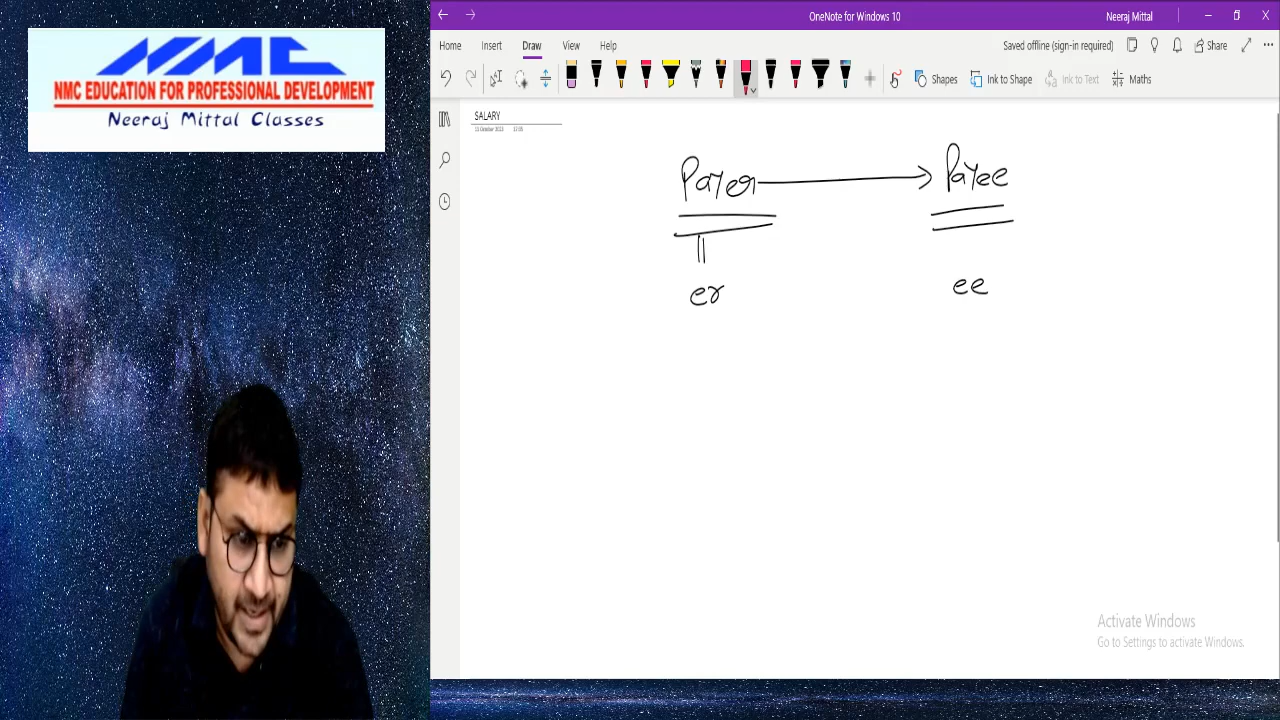 NMC
NMC EDUCATION FOR PROFESSIONAL DEVELOPMENT
Neeraj Mittal Classes
OneNote for Windows 10
Neeraj Mittal
Home Insert Draw View Help
Saved offline (sign-in required)
Share
Shapes
Ink to Shape
Ink to Text
Maths
SALARY
Payer
Payee
er
ee
Activate Windows
Go to Settings to activate Windows.